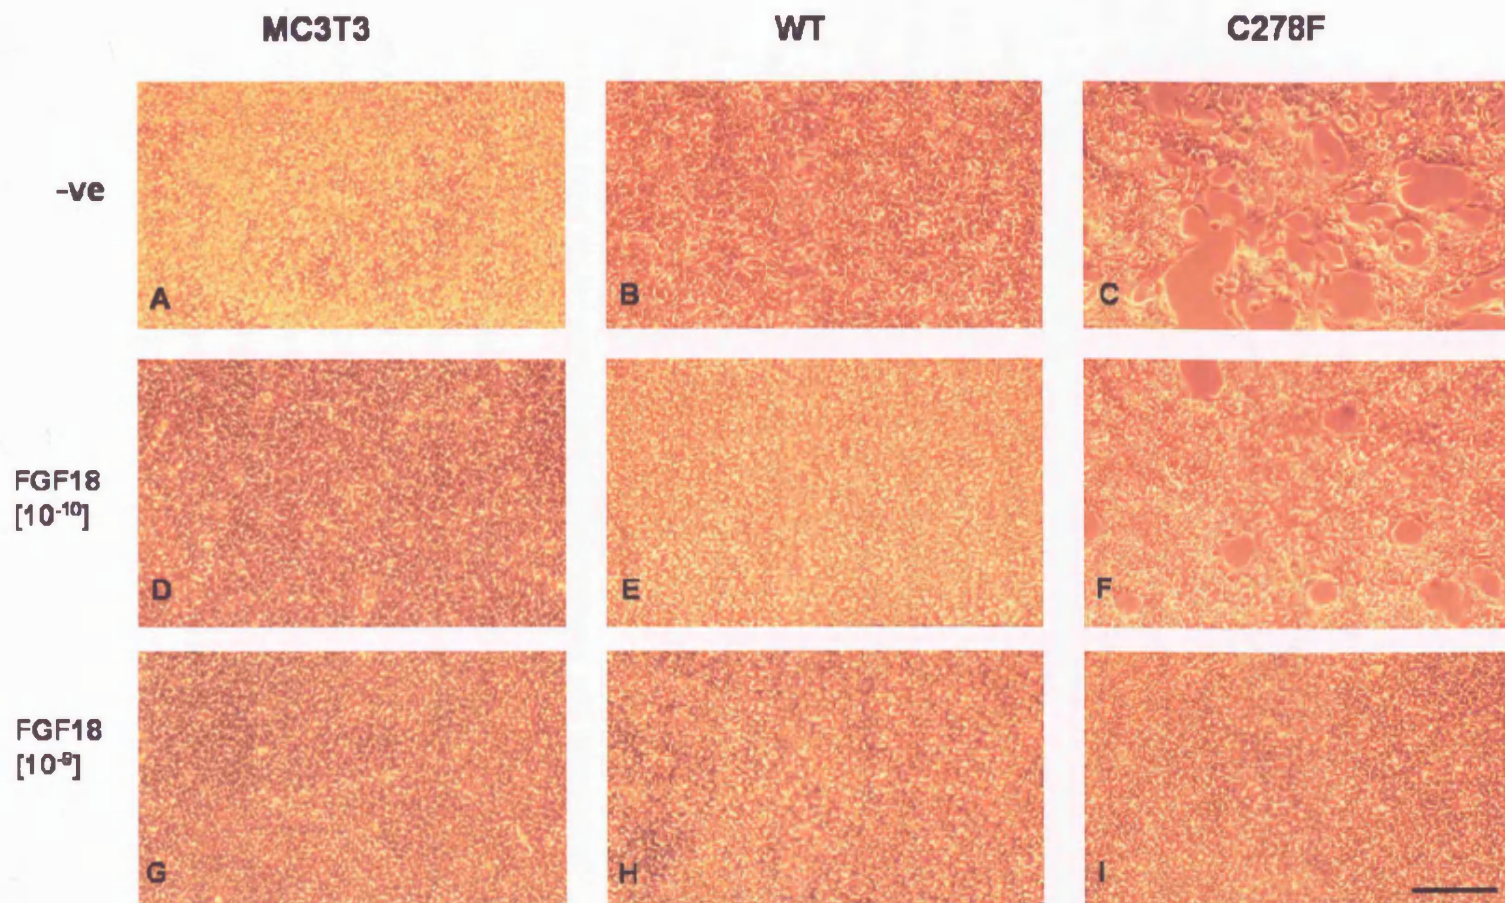 MC3T3 WT C278F
-ve
A B C
FGF18
[10⁻¹⁰]
D E F
FGF18
[10⁻⁹]
G H I